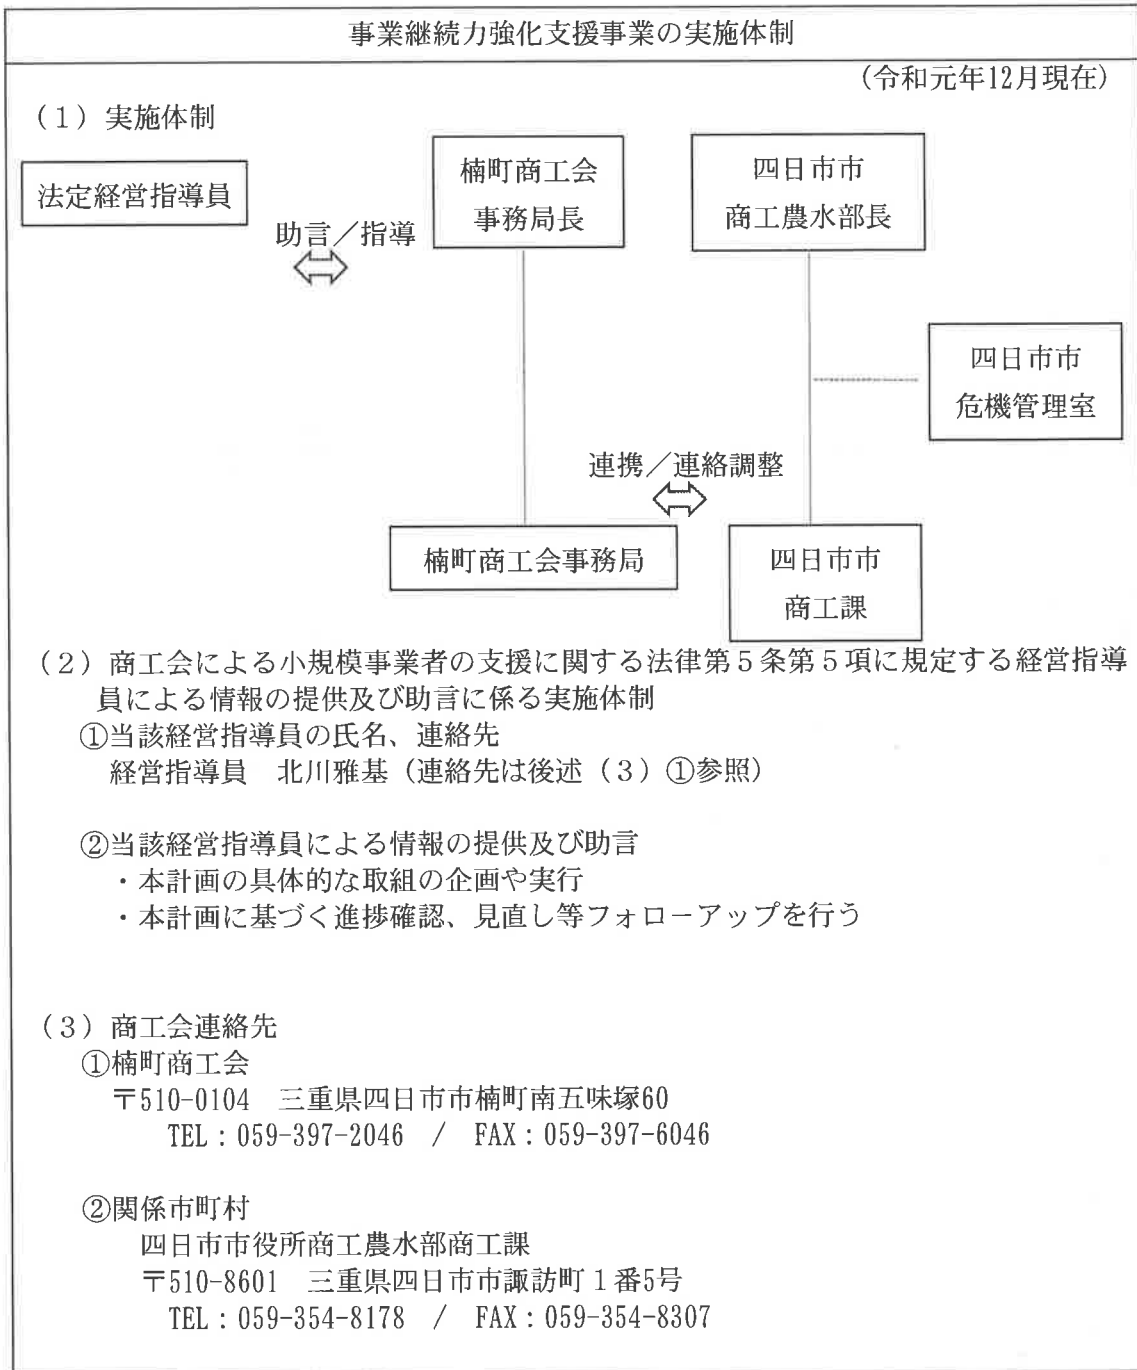 事業継続力強化支援事業の実施体制
(令和元年12月現在)
(1)実施体制
法定経営指導員
助言/指導
楠町商工会
事務局長
四日市市
商工農水部長
四日市市
危機管理室
連携/連絡調整
楠町商工会事務局
四日市市
商工課
(2)商工会による小規模事業者の支援に関する法律第5条第5項に規定する経営指導
員による情報の提供及び助言に係る実施体制
①当該経営指導員の氏名、連絡先
経営指導員 北川雅基(連絡先は後述(3)①参照)
②当該経営指導員による情報の提供及び助言
・本計画の具体的な取組の企画や実行
・本計画に基づく進捗確認、見直し等フォローアップを行う
(3)商工会連絡先
①楠町商工会
〒510-0104 三重県四日市市楠町南五味塚60
TEL:059-397-2046 / FAX:059-397-6046
②関係市町村
四日市市役所商工農水部商工課
〒510-8601 三重県四日市市諏訪町1番5号
TEL:059-354-8178 / FAX:059-354-8307